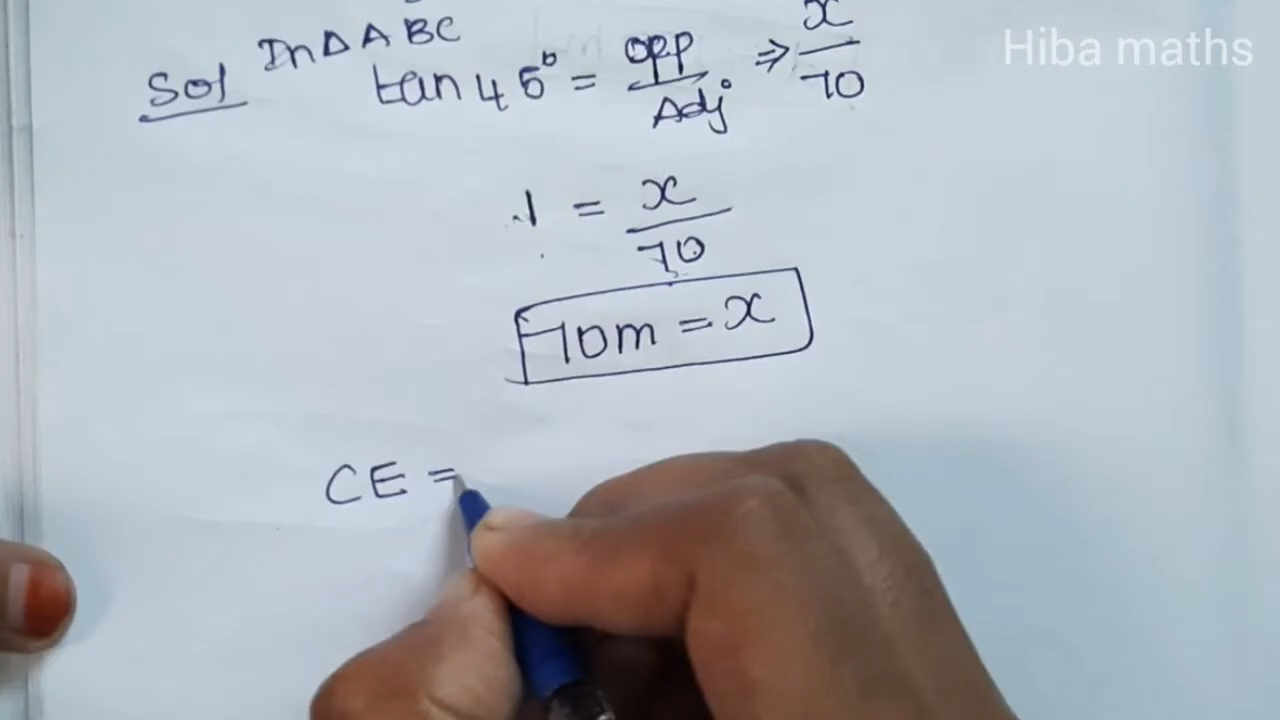 Hiba maths
In Δ ABC
Sol tan 45° = opp/Adj ⇒ x/70
1 = x/70
70m = x
CE =